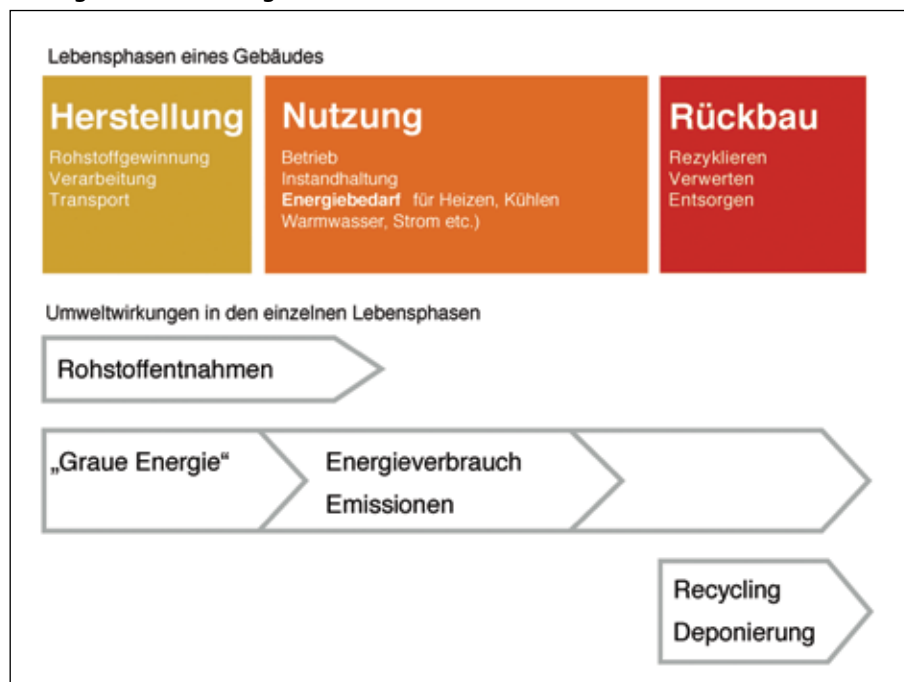 Lebensphasen eines Gebäudes
Herstellung
Rohstoffgewinnung
Verarbeitung
Transport
Nutzung
Betrieb
Instandhaltung
Energiebedarf für Heizen, Kühlen
Warmwasser, Strom etc.)
Rückbau
Rezyklieren
Verwerten
Entsorgen
Umweltwirkungen in den einzelnen Lebensphasen
Rohstoffentnahmen
„Graue Energie“
Energieverbrauch
Emissionen
Recycling
Deponierung